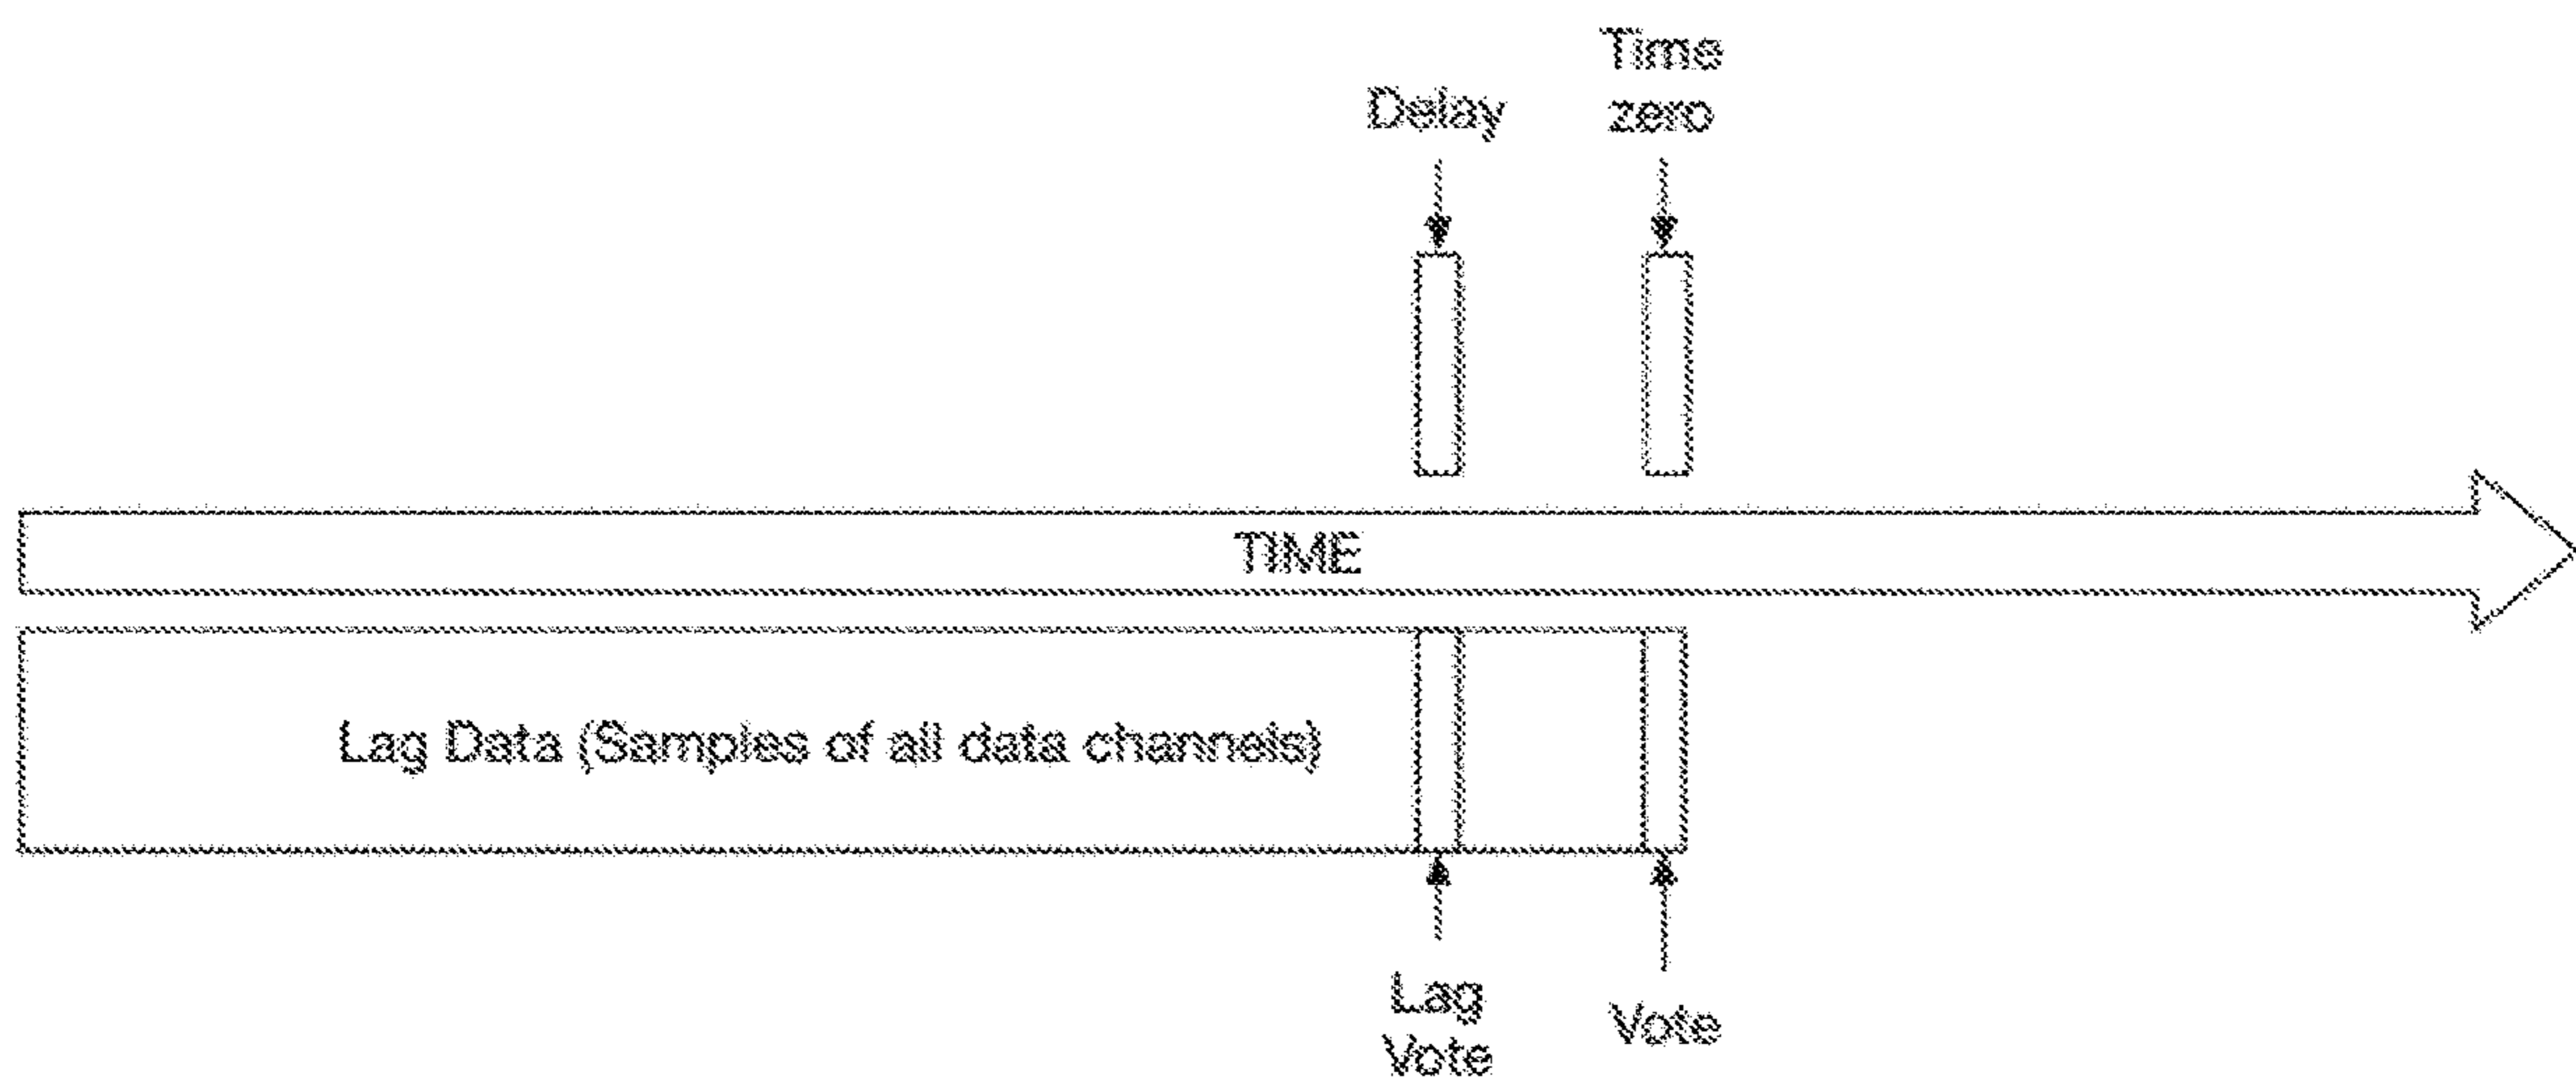 Time
zero
Delay
TIME
Lag Data (Samples of all data channels)
Lag
Vote
Vote